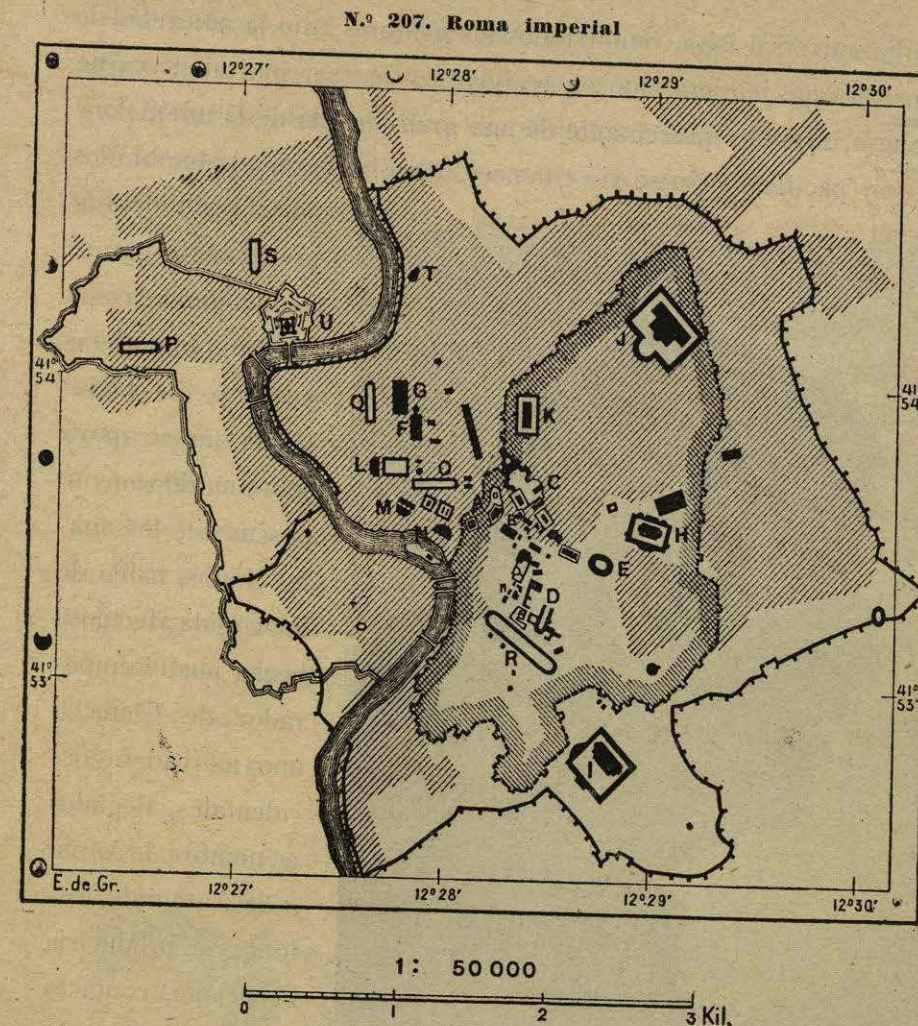 N.º 207. Roma imperial
12°27' 12°28' 12°29' 12°30'
S
T
U
P
J
41°
54'
41°
54'
Q
G
K
F
L
O
C
M
N
B
H
E
D
R
41°
53'
41°
53'
I
E. de Gr.
12°27' 12°28' 12°29' 12°30'
1: 50 000
0 1 2 3 Kil.